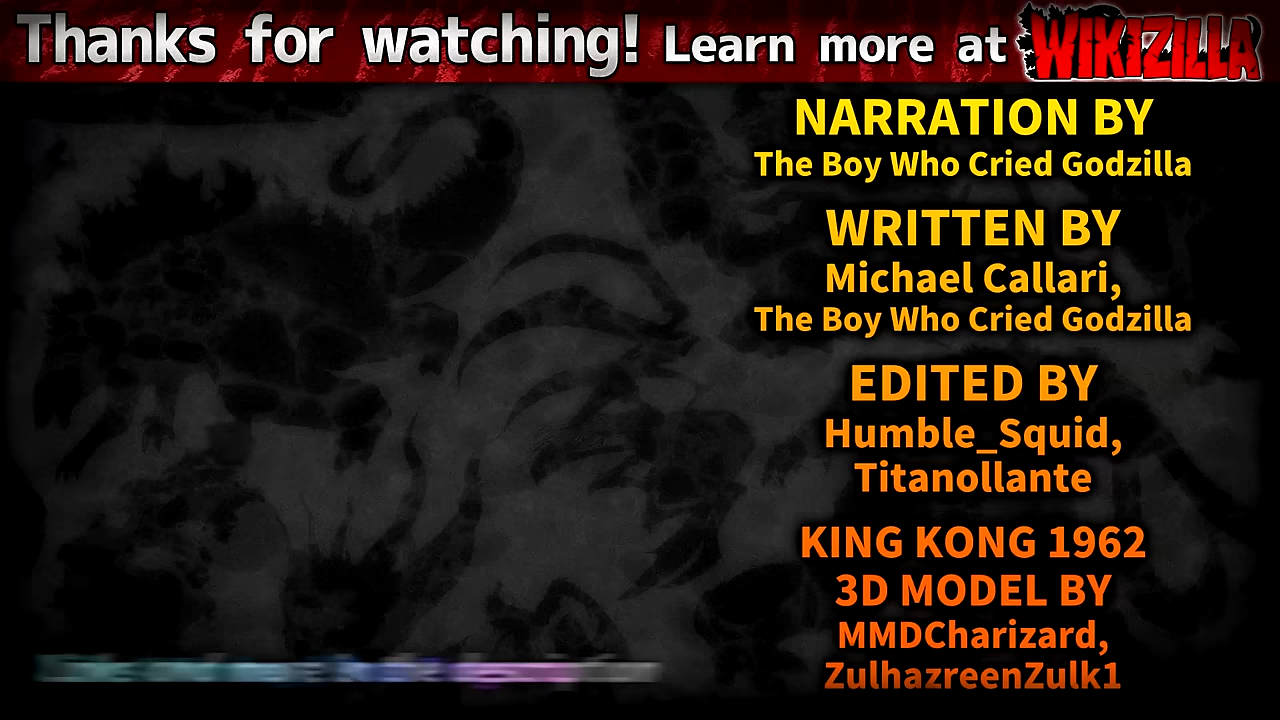 Thanks for watching! Learn more at WIKIZILLA
NARRATION BY
The Boy Who Cried Godzilla
WRITTEN BY
Michael Callari,
The Boy Who Cried Godzilla
EDITED BY
Humble_Squid,
Titanollante
KING KONG 1962
3D MODEL BY
MMDCharizard,
ZulhazreenZulk1